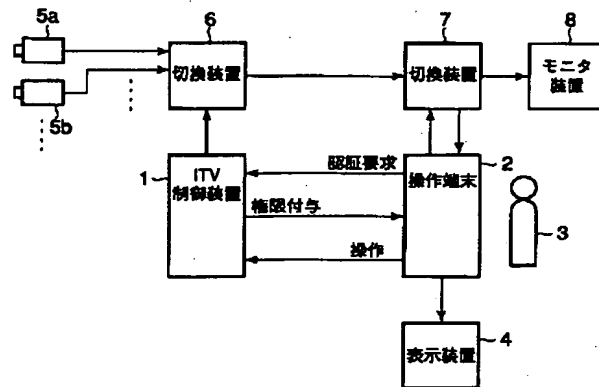 5a
6
7
8
切換装置
切換装置
モニタ
装置
5b
1
ITV
制御装置
認証要求
権限付与
操作
2
操作端末
3
4
表示装置